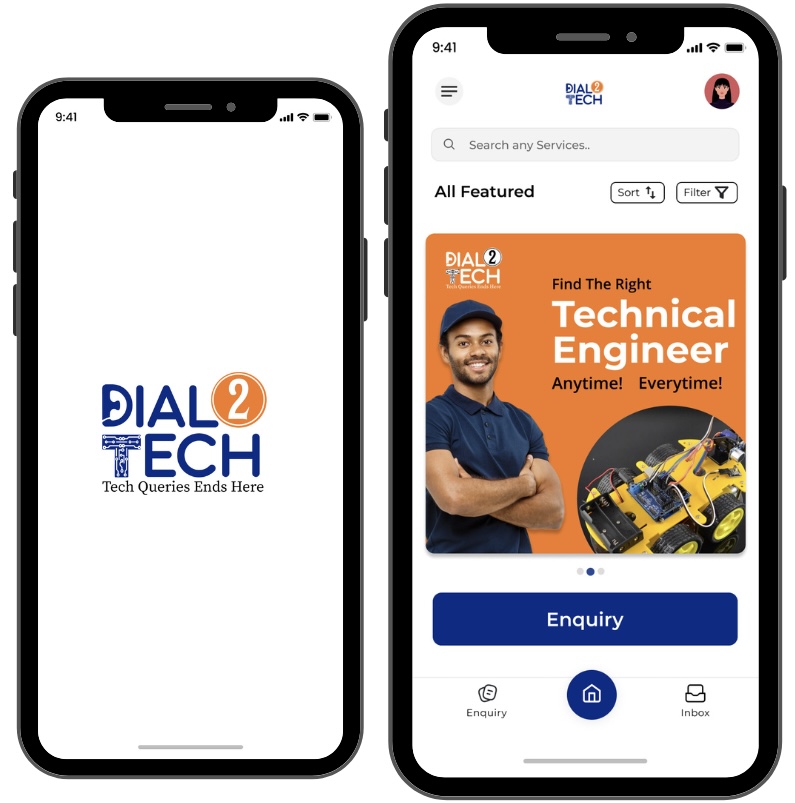 9:41
DIAL 2
TECH
Tech Queries Ends Here
9:41
DIAL 2
TECH
Search any Services..
All Featured
Sort
Filter
DIAL 2
TECH
Tech Queries Ends Here
Find The Right
Technical
Engineer
Anytime! Everytime!
Enquiry
Enquiry
Inbox